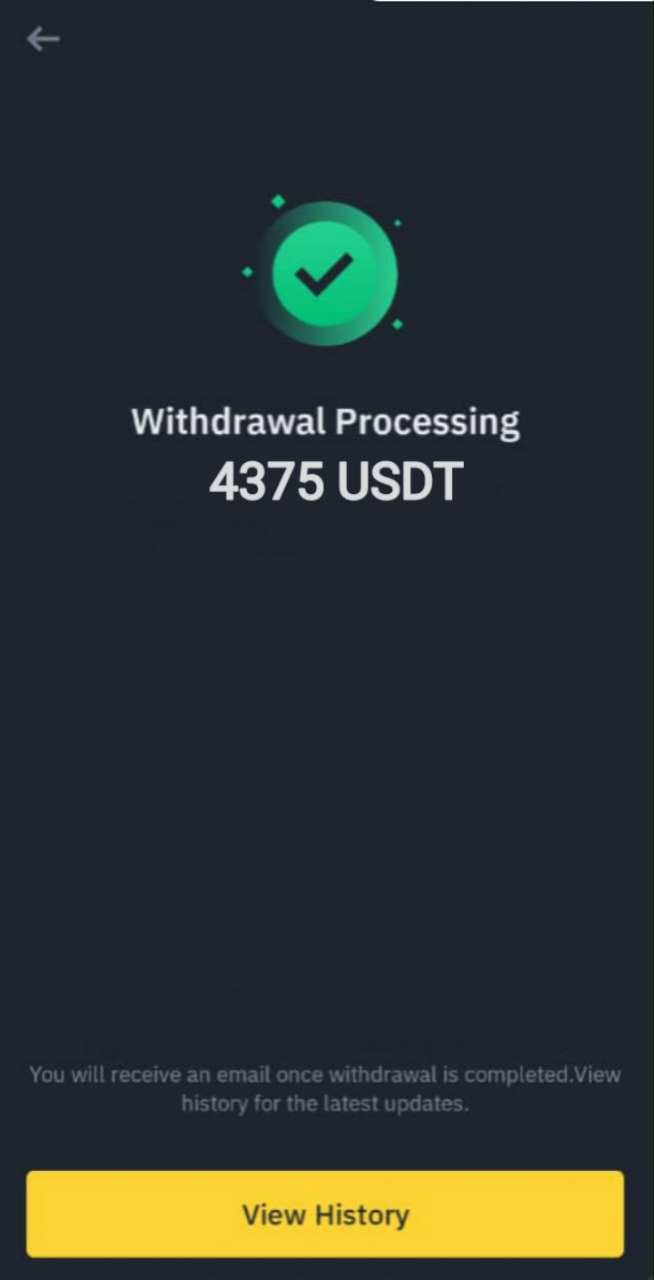 Withdrawal Processing
4375 USDT
You will receive an email once withdrawal is completed.View
history for the latest updates.
View History